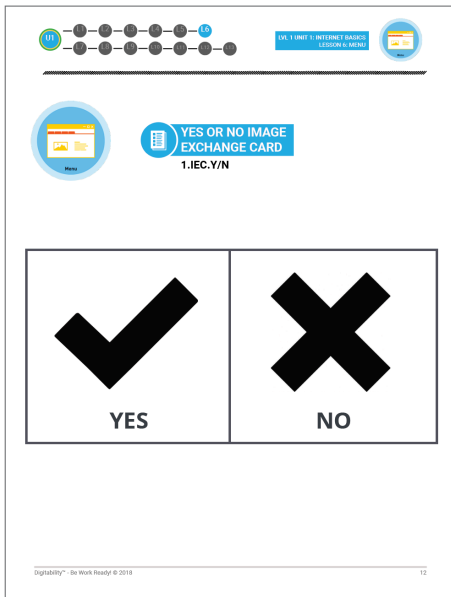 U1 L1 L2 L3 L4 L5 L6
L7 L8 L9 L10 L11 L12 L13
LVL 1 UNIT 1: INTERNET BASICS
LESSON 6: MENU
Menu
Menu
YES OR NO IMAGE
EXCHANGE CARD
1.IEC.Y/N
YES NO
Digitability™ - Be Work Ready! © 2018 12